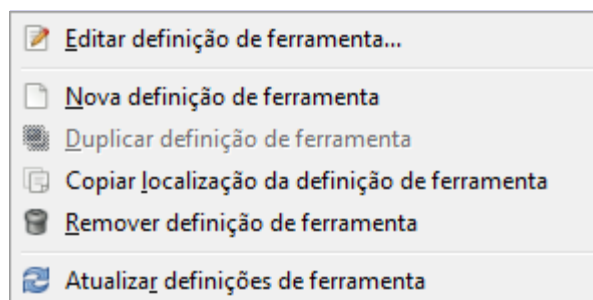 Editar definição de ferramenta...
Nova definição de ferramenta
Duplicar definição de ferramenta
Copiar localização da definição de ferramenta
Remover definição de ferramenta
Atualizar definições de ferramenta